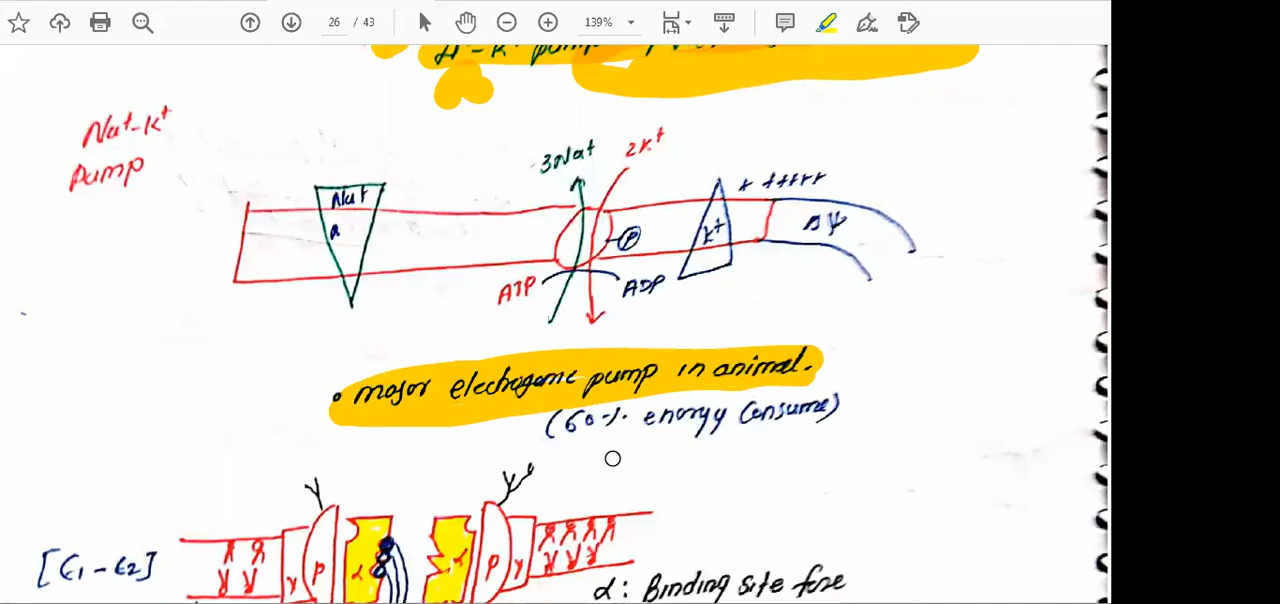 26 / 43
139%
Na+-K+
Pump
3Na+ 2K+
Na+
K+
+ +++++
Δψ
P
ATP ADP
• major electrogenic pump in animal.
(60%. energy consume)
[E1-E2]
γ β α α β γ
α: Binding site fore